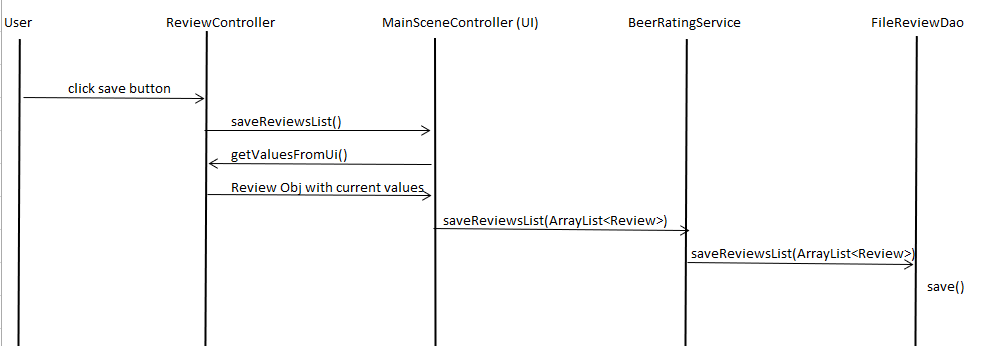 User
ReviewController
MainSceneController (UI)
BeerRatingService
FileReviewDao
click save button
saveReviewsList()
getValuesFromUi()
Review Obj with current values
saveReviewsList(ArrayList<Review>)
saveReviewsList(ArrayList<Review>)
save()